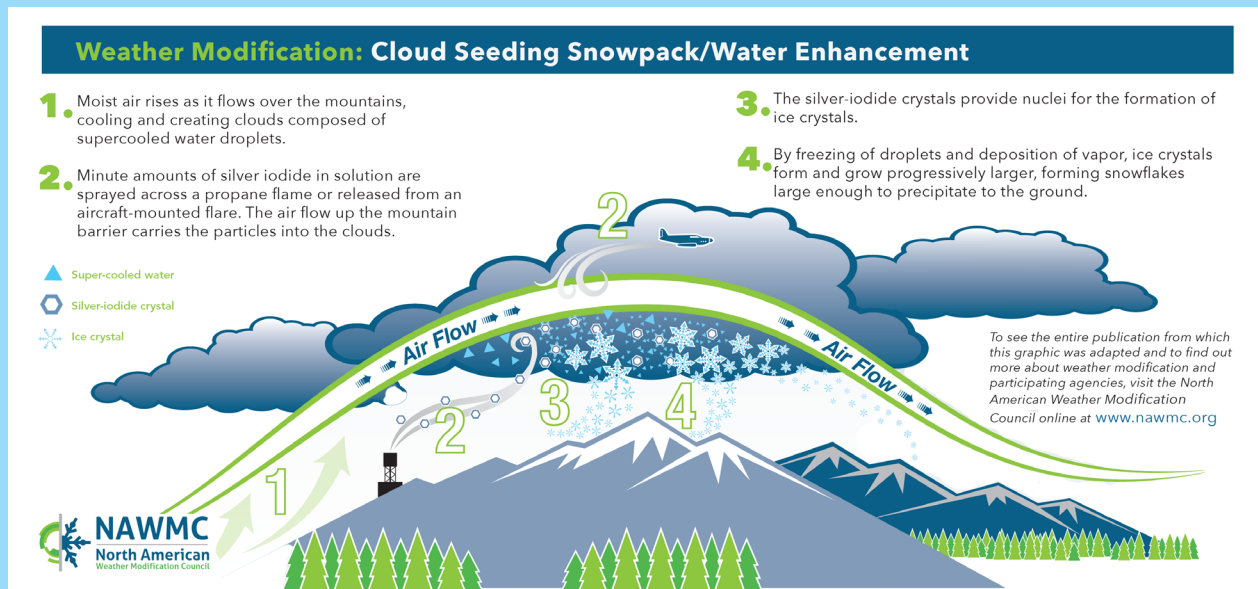 Weather Modification: Cloud Seeding Snowpack/Water Enhancement
1.
Moist air rises as it flows over the mountains,
cooling and creating clouds composed of
supercooled water droplets.
2.
Minute amounts of silver iodide in solution are
sprayed across a propane flame or released from an
aircraft-mounted flare. The air flow up the mountain
barrier carries the particles into the clouds.
3.
The silver-iodide crystals provide nuclei for the formation of
ice crystals.
4.
By freezing of droplets and deposition of vapor, ice crystals
form and grow progressively larger, forming snowflakes
large enough to precipitate to the ground.
Super-cooled water
Silver-iodide crystal
Ice crystal
2
Air Flow
Air Flow
1
2
3
4
To see the entire publication from which
this graphic was adapted and to find out
more about weather modification and
participating agencies, visit the North
American Weather Modification
Council online at www.nawmc.org
NAWMC
North American
Weather Modification Council